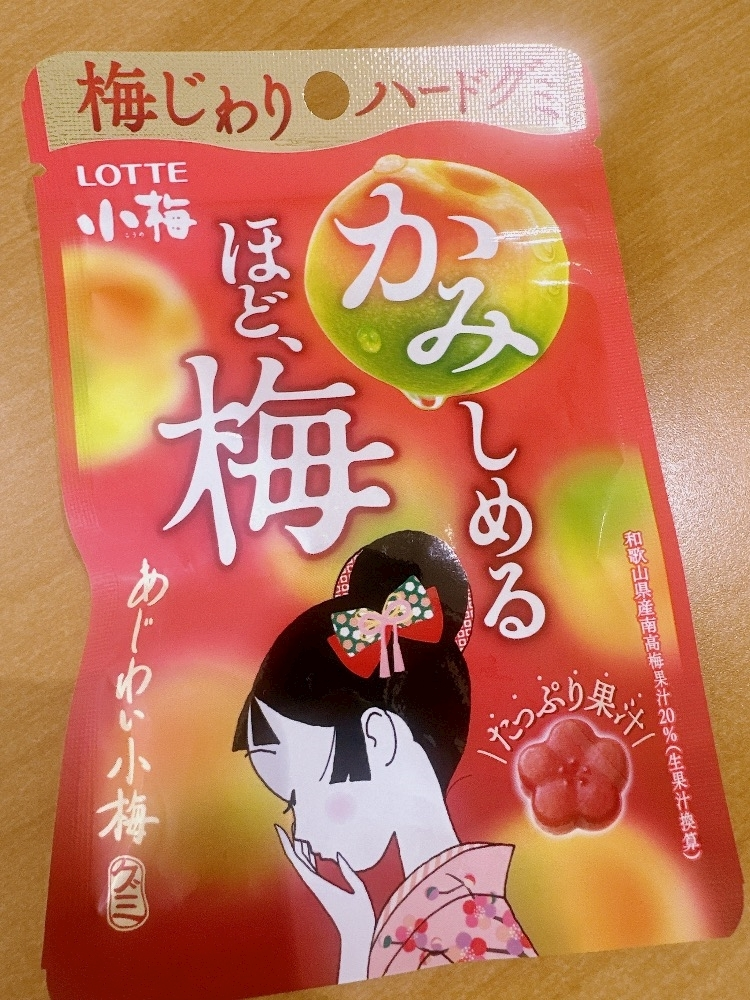 梅じわり ハードグミ
LOTTE
小梅
こうめ
かみしめる
ほど、梅
あじわい小梅
グミ
たっぷり果汁
和歌山県産南高梅果汁20%(生果汁換算)